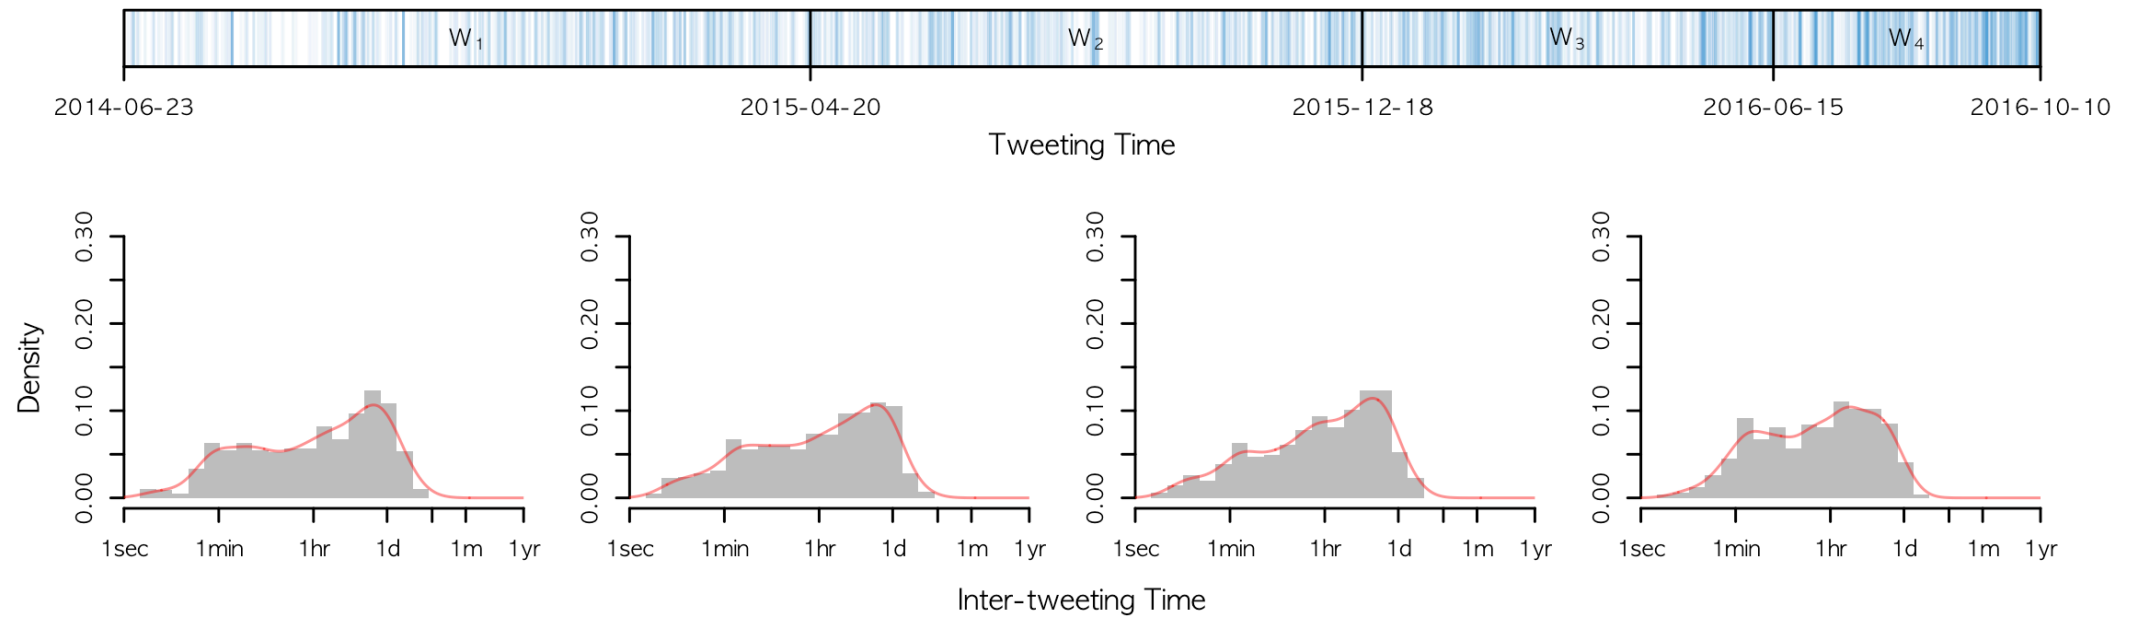 W₁ W₂ W₃ W₄
2014-06-23 2015-04-20 2015-12-18 2016-06-15 2016-10-10
Tweeting Time
Density
0.30 0.30 0.30 0.30
0.20 0.20 0.20 0.20
0.10 0.10 0.10 0.10
0.00 0.00 0.00 0.00
1sec 1min 1hr 1d 1m 1yr 1sec 1min 1hr 1d 1m 1yr 1sec 1min 1hr 1d 1m 1yr 1sec 1min 1hr 1d 1m 1yr
Inter-tweeting Time